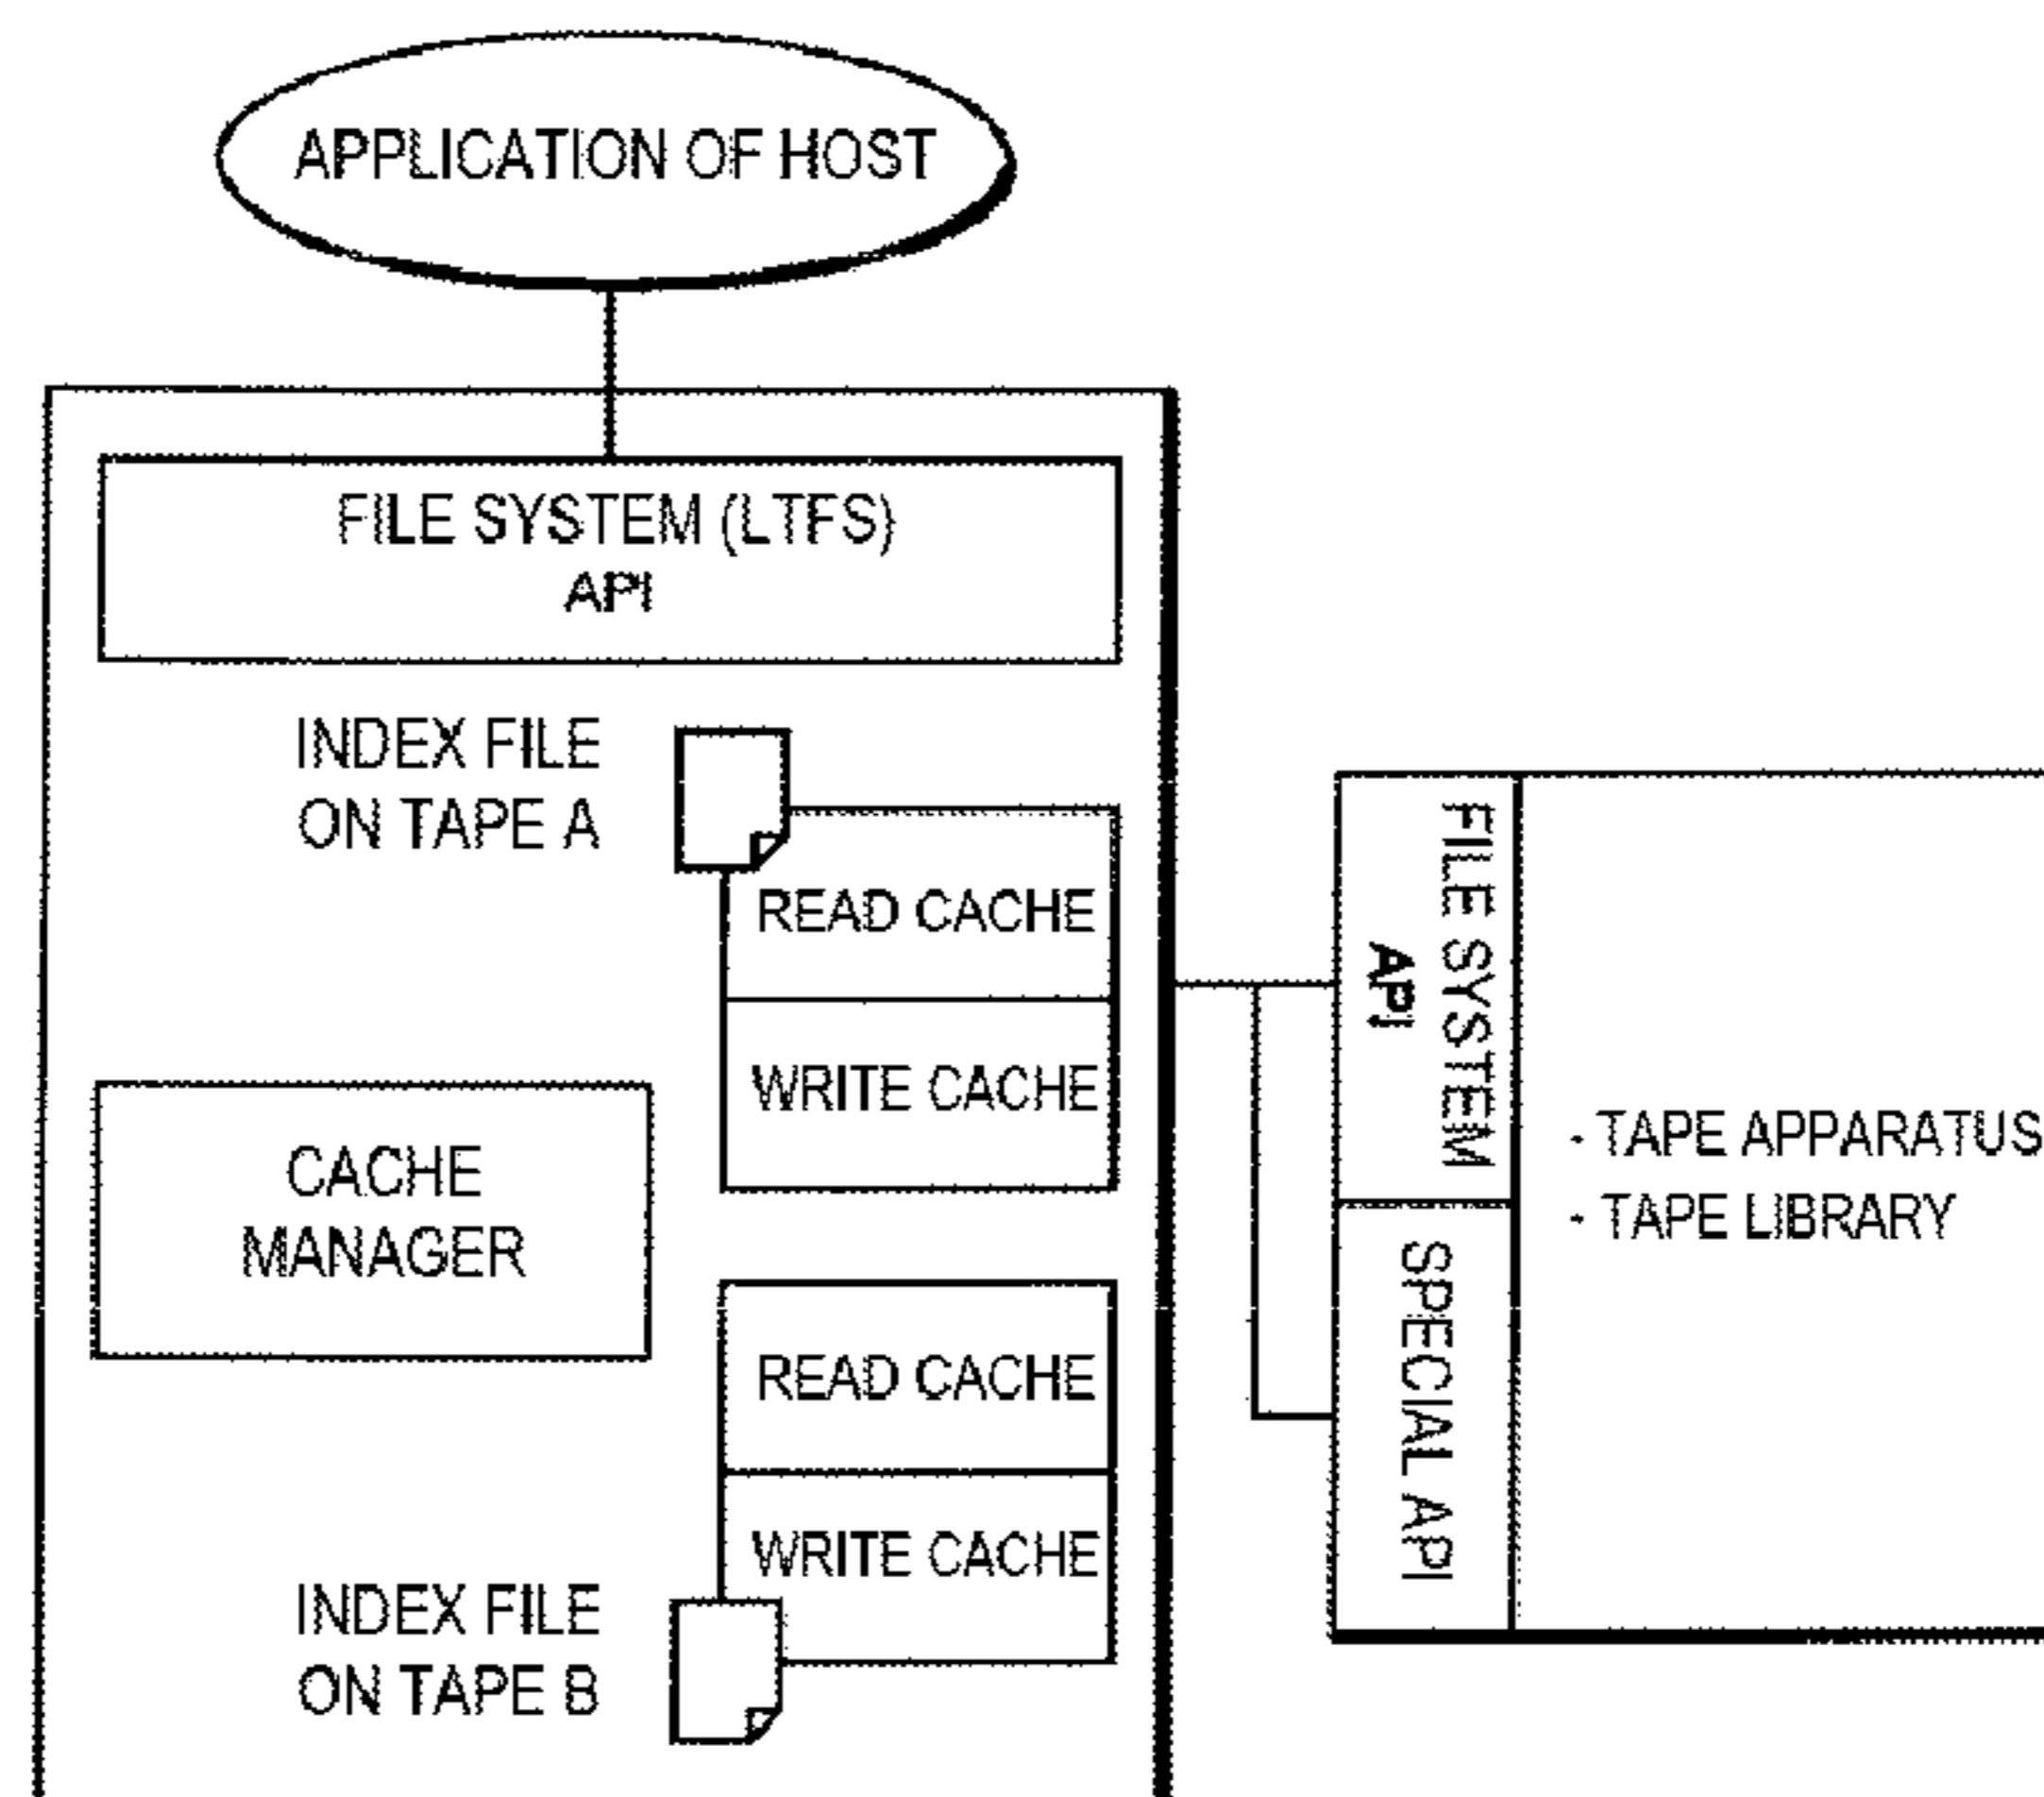 APPLICATION OF HOST
FILE SYSTEM (LTFS)
API
INDEX FILE
ON TAPE A
READ CACHE
WRITE CACHE
CACHE
MANAGER
READ CACHE
WRITE CACHE
INDEX FILE
ON TAPE B
FILE SYSTEM
API
SPECIAL API
- TAPE APPARATUS
- TAPE LIBRARY